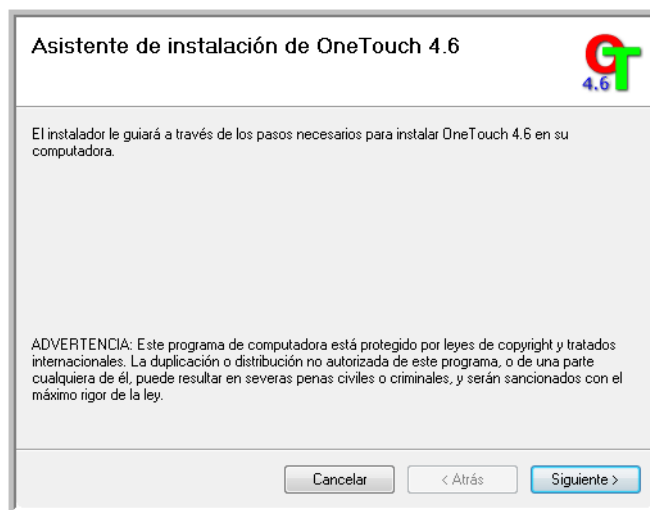 Asistente de instalación de OneTouch 4.6
OT
4.6
El instalador le guiará a través de los pasos necesarios para instalar OneTouch 4.6 en su
computadora.
ADVERTENCIA: Este programa de computadora está protegido por leyes de copyright y tratados
internacionales. La duplicación o distribución no autorizada de este programa, o de una parte
cualquiera de él, puede resultar en severas penas civiles o criminales, y serán sancionados con el
máximo rigor de la ley.
Cancelar
< Atrás
Siguiente >